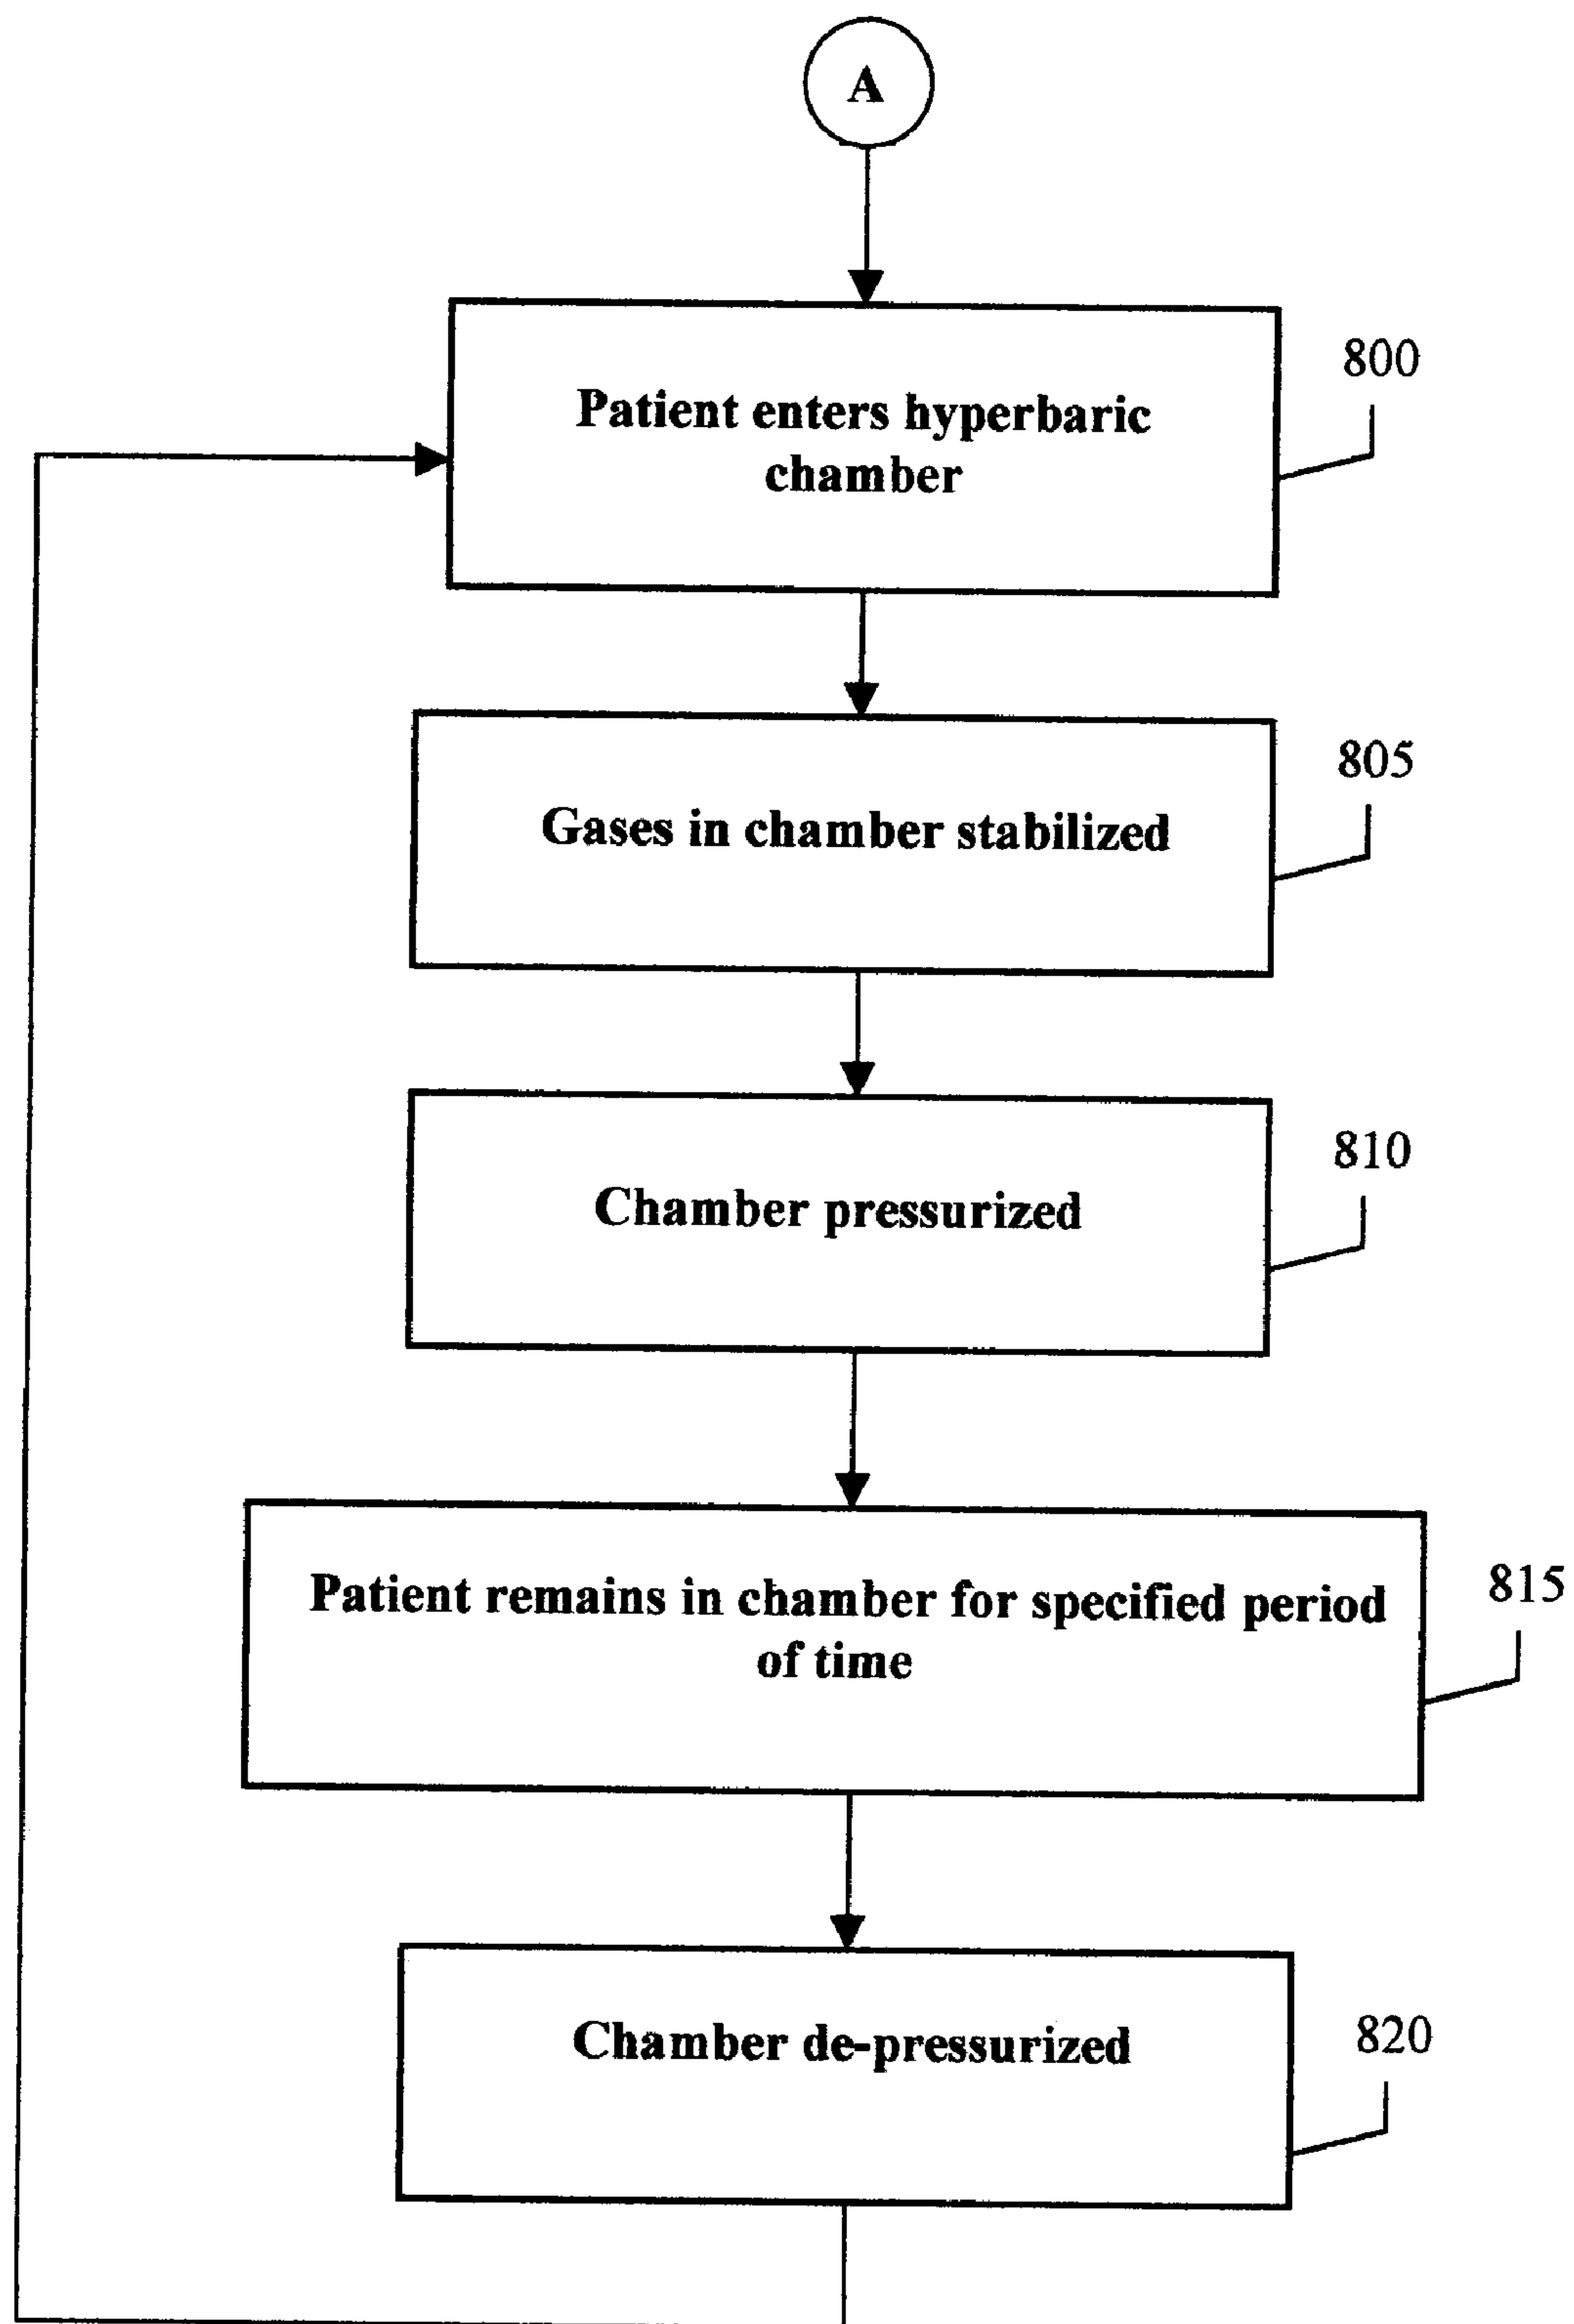 A
Patient enters hyperbaric
chamber
800
Gases in chamber stabilized
805
Chamber pressurized
810
Patient remains in chamber for specified period
of time
815
Chamber de-pressurized
820